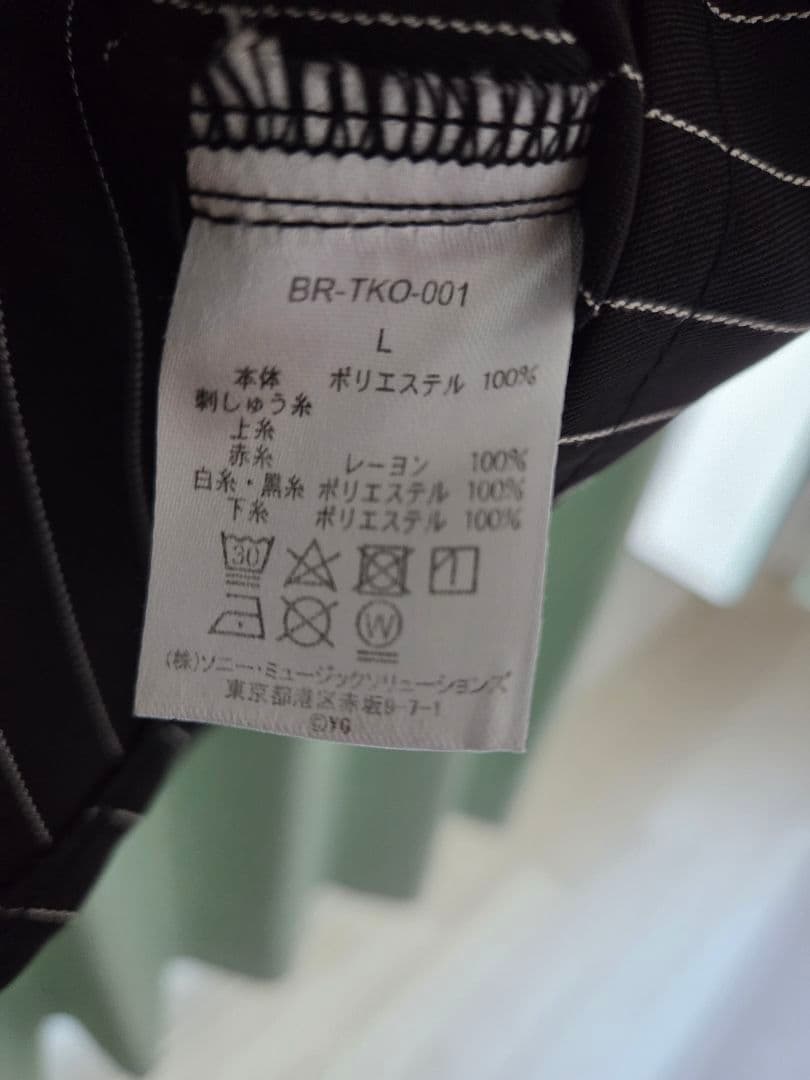 BR-TKO-001
L
本体 ポリエステル 100%
刺しゅう糸
上糸
赤糸 レーヨン 100%
白糸・黒糸 ポリエステル 100%
下糸 ポリエステル 100%
30
W
(株)ソニー・ミュージックソリューションズ
東京都港区赤坂9-7-1
©YG